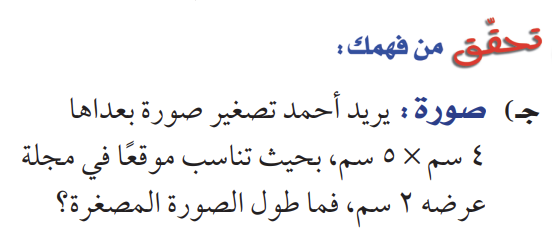 تحقّق من فهمك:
جـ) صورة: يريد أحمد تصغير صورة بعداها
٤ سم × ٥ سم، بحيث تناسب موقعًا في مجلة
عرضه ٢ سم، فما طول الصورة المصغرة؟